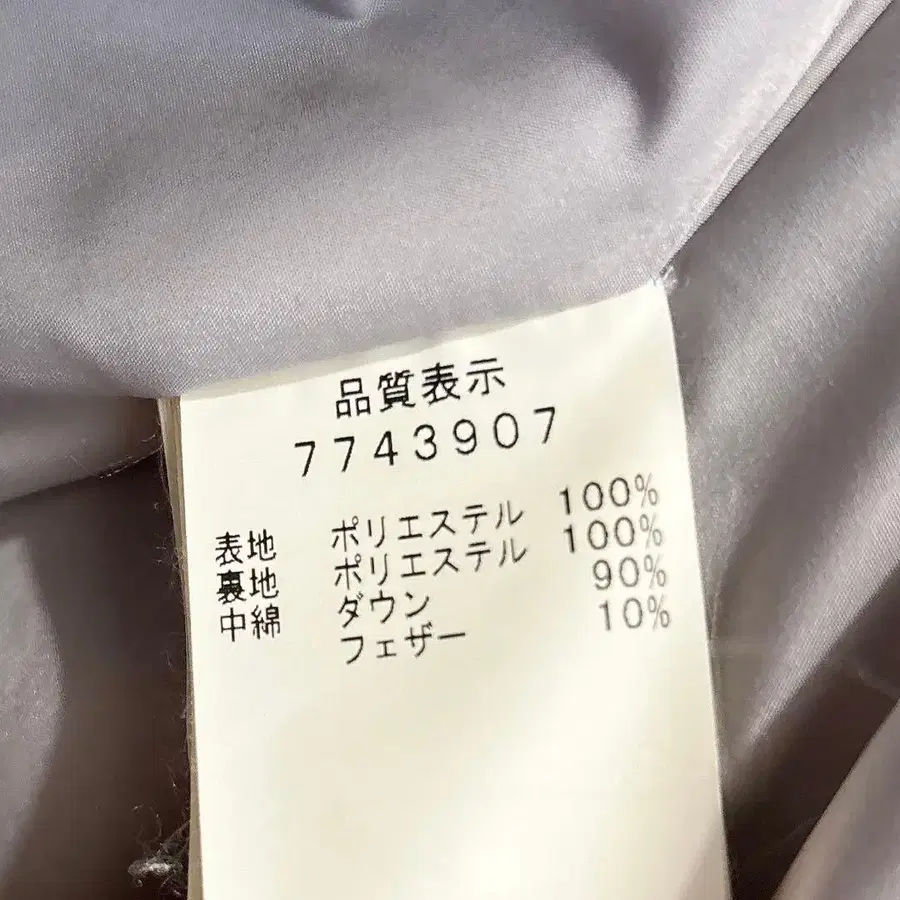 品質表示
7743907
表地 ポリエステル 100%
裏地 ポリエステル 100%
中綿 ダウン 90%
フェザー 10%